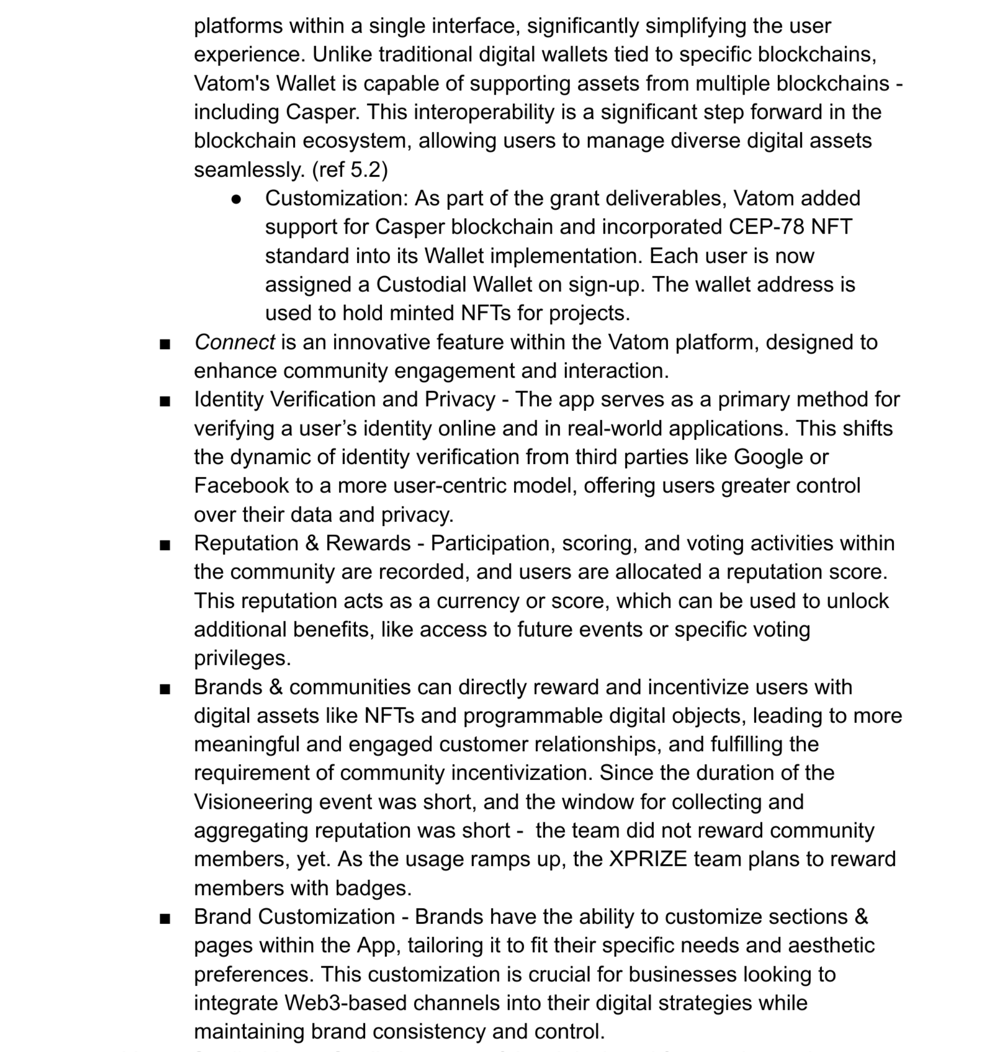 platforms within a single interface, significantly simplifying the user
experience. Unlike traditional digital wallets tied to specific blockchains,
Vatom's Wallet is capable of supporting assets from multiple blockchains -
including Casper. This interoperability is a significant step forward in the
blockchain ecosystem, allowing users to manage diverse digital assets
seamlessly. (ref 5.2)
● Customization: As part of the grant deliverables, Vatom added
support for Casper blockchain and incorporated CEP-78 NFT
standard into its Wallet implementation. Each user is now
assigned a Custodial Wallet on sign-up. The wallet address is
used to hold minted NFTs for projects.
■ Connect is an innovative feature within the Vatom platform, designed to
enhance community engagement and interaction.
■ Identity Verification and Privacy - The app serves as a primary method for
verifying a user’s identity online and in real-world applications. This shifts
the dynamic of identity verification from third parties like Google or
Facebook to a more user-centric model, offering users greater control
over their data and privacy.
■ Reputation & Rewards - Participation, scoring, and voting activities within
the community are recorded, and users are allocated a reputation score.
This reputation acts as a currency or score, which can be used to unlock
additional benefits, like access to future events or specific voting
privileges.
■ Brands & communities can directly reward and incentivize users with
digital assets like NFTs and programmable digital objects, leading to more
meaningful and engaged customer relationships, and fulfilling the
requirement of community incentivization. Since the duration of the
Visioneering event was short, and the window for collecting and
aggregating reputation was short -  the team did not reward community
members, yet. As the usage ramps up, the XPRIZE team plans to reward
members with badges.
■ Brand Customization - Brands have the ability to customize sections &
pages within the App, tailoring it to fit their specific needs and aesthetic
preferences. This customization is crucial for businesses looking to
integrate Web3-based channels into their digital strategies while
maintaining brand consistency and control.